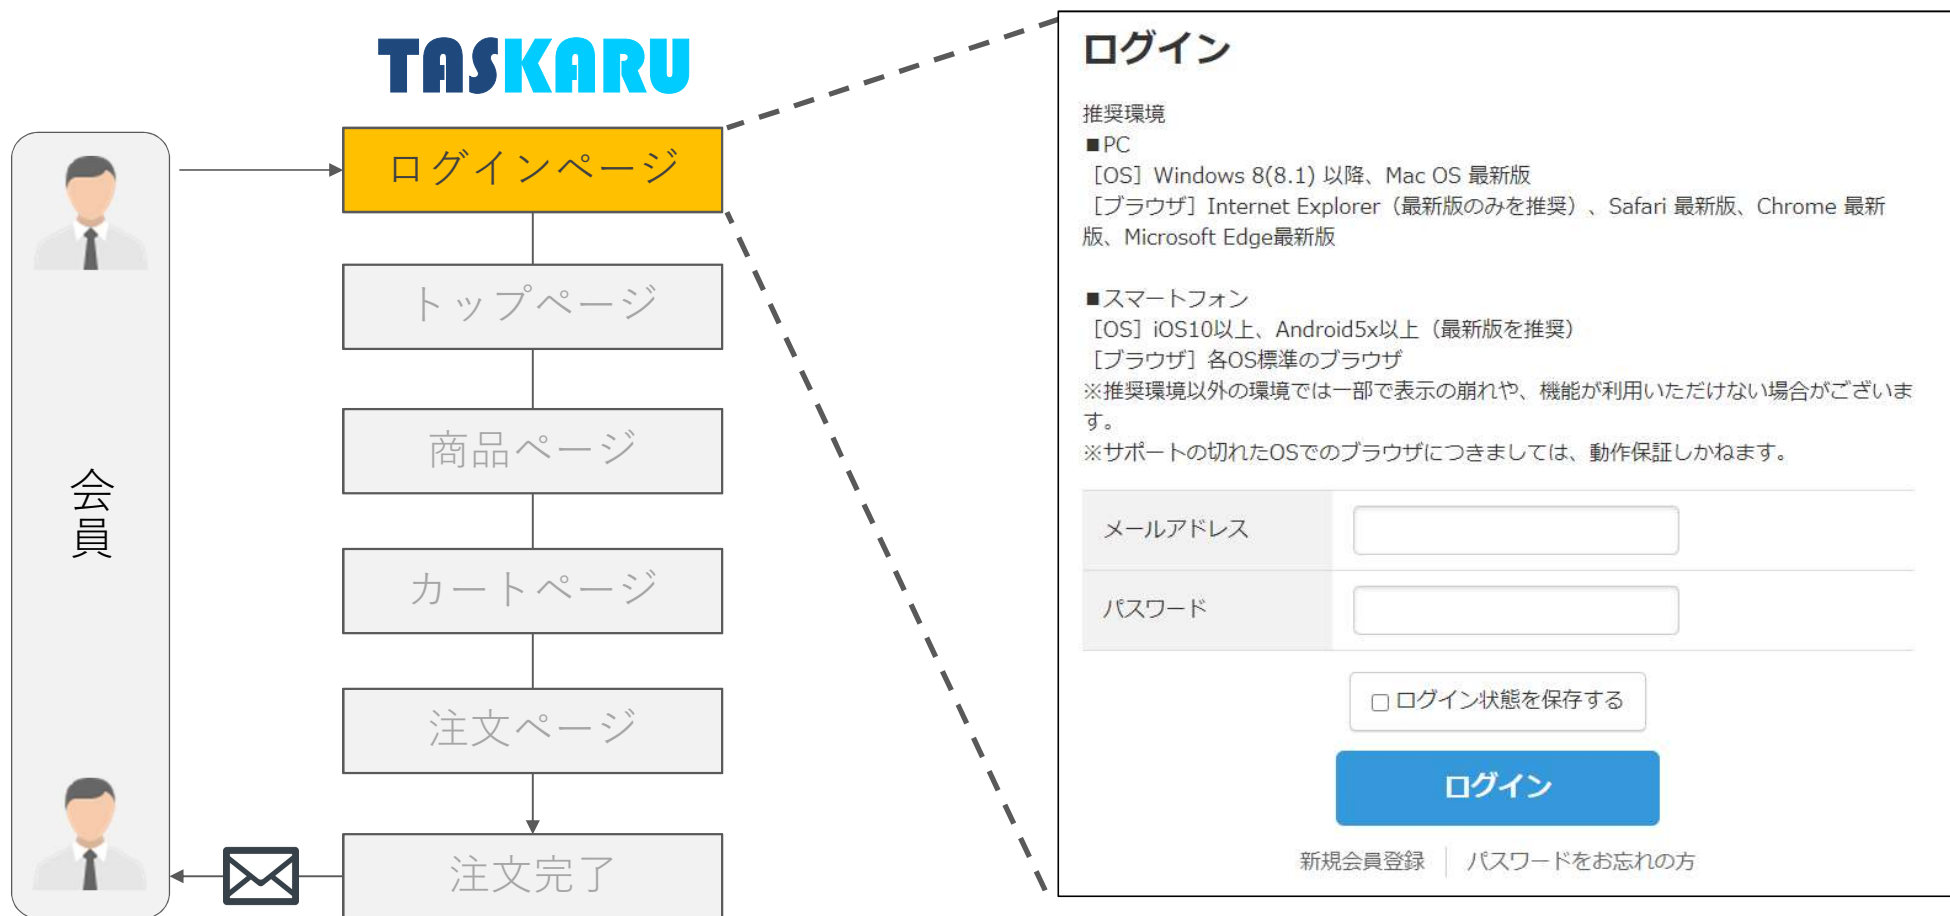 TASKARU
会員
ログインページ
トップページ
商品ページ
カートページ
注文ページ
注文完了
ログイン
推奨環境
■PC
［OS］Windows 8(8.1) 以降、Mac OS 最新版
［ブラウザ］Internet Explorer（最新版のみを推奨）、Safari 最新版、Chrome 最新
版、Microsoft Edge最新版
■スマートフォン
［OS］iOS10以上、Android5x以上（最新版を推奨）
［ブラウザ］各OS標準のブラウザ
※推奨環境以外の環境では一部で表示の崩れや、機能が利用いただけない場合がございま
す。
※サポートの切れたOSでのブラウザにつきましては、動作保証しかねます。
メールアドレス
パスワード
ログイン状態を保存する
ログイン
新規会員登録 パスワードをお忘れの方